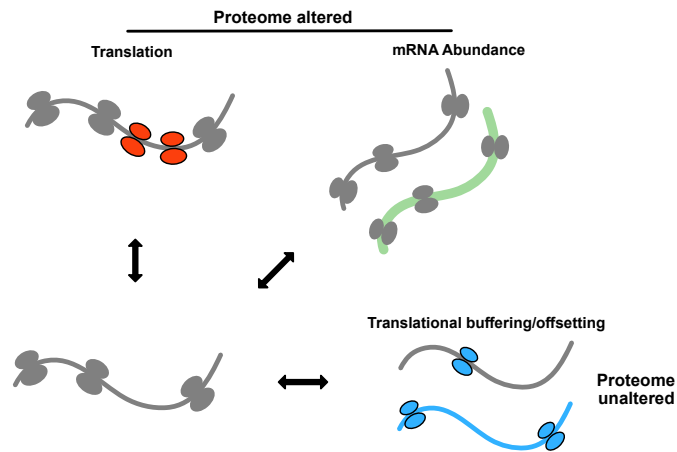 Proteome altered
Translation
mRNA Abundance
Translational buffering/offsetting
Proteome
unaltered